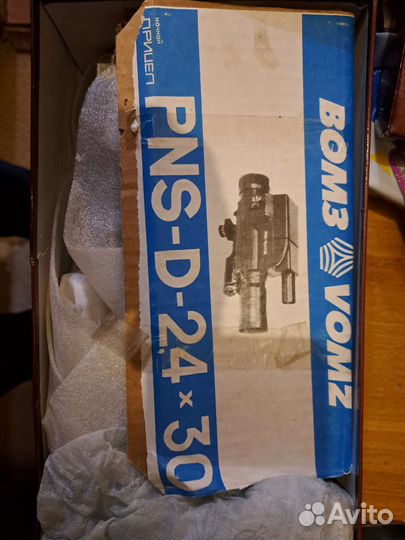 НОЧНОЙ
ПРИЦЕЛ
PNS-D-2,4×30
ВОМЗ VOMZ
Avito